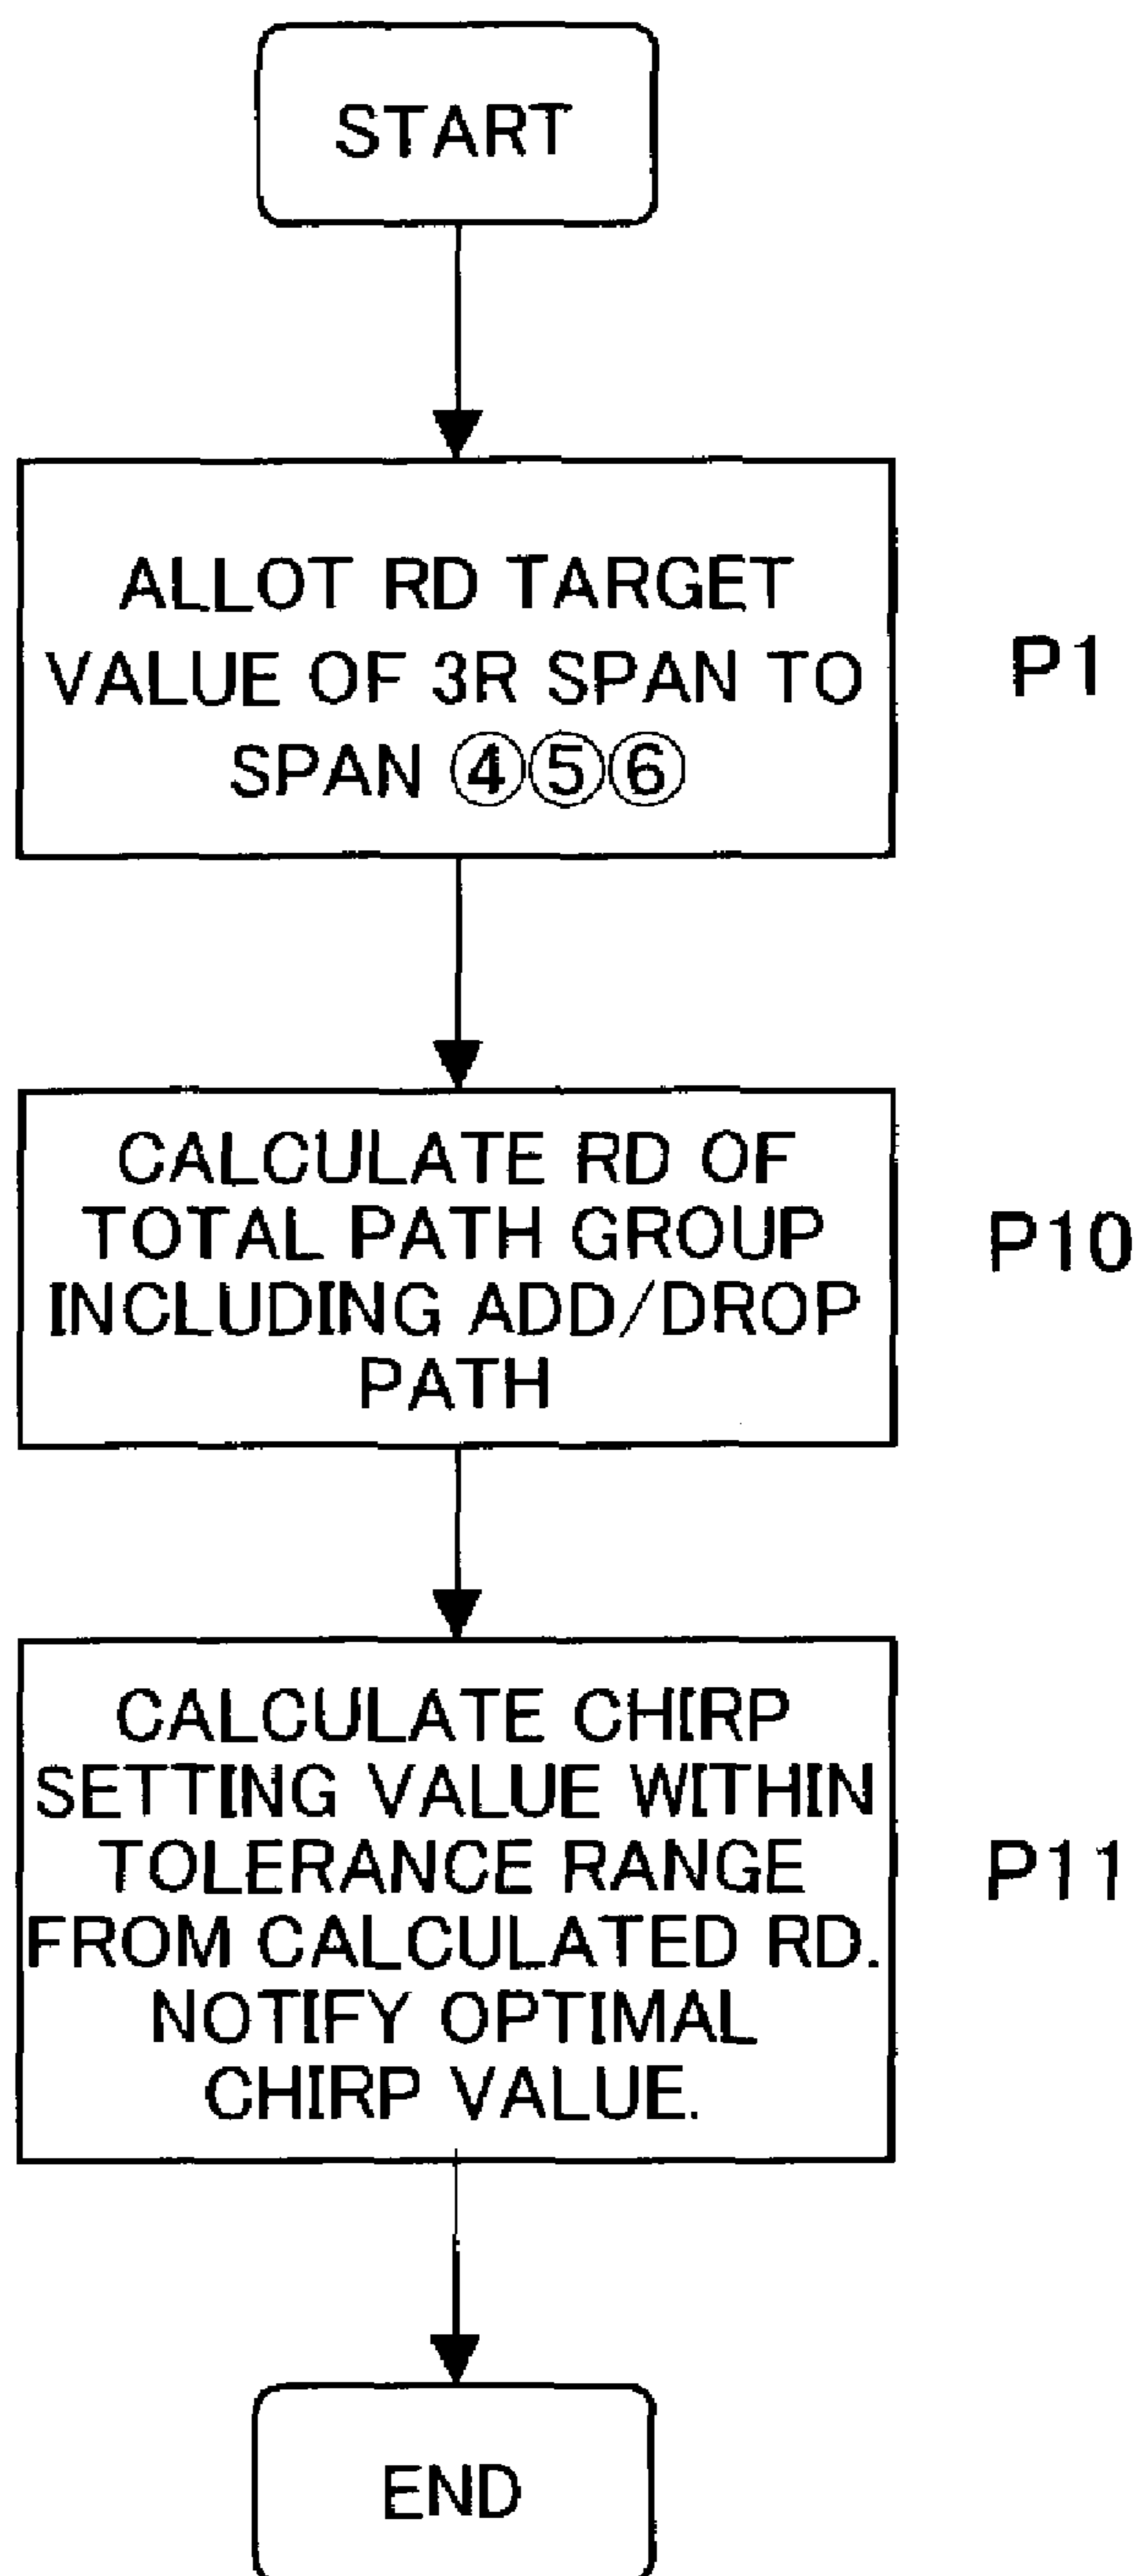 START
ALLOT RD TARGET
VALUE OF 3R SPAN TO
SPAN ④⑤⑥
P1
CALCULATE RD OF
TOTAL PATH GROUP
INCLUDING ADD/DROP
PATH
P10
CALCULATE CHIRP
SETTING VALUE WITHIN
TOLERANCE RANGE
FROM CALCULATED RD.
NOTIFY OPTIMAL
CHIRP VALUE.
P11
END